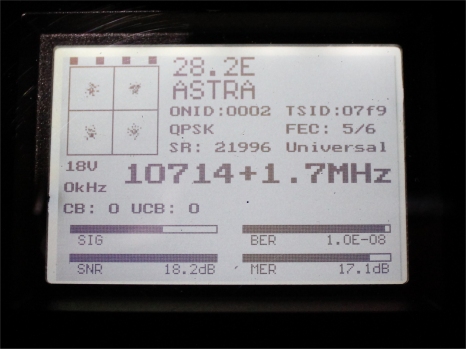 28.2E
ASTRA
ONID:0002 TSID:07f9
QPSK FEC: 5/6
SR: 21996 Universal
18V 10714+1.7MHz
0kHz
CB: 0 UCB: 0
SIG BER 1.0E-08
SNR 18.2dB MER 17.1dB